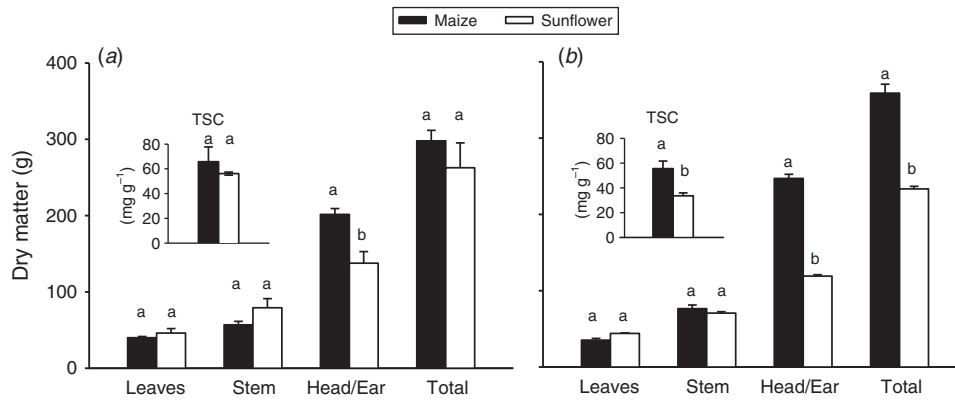 Maize Sunflower
(a)
400
300
200
100
0
Dry matter (g)
TSC
80
60
40
20
0
(mg g⁻¹)
a a
a a
a a
a b
a a
Leaves Stem Head/Ear Total
(b)
TSC
80
60
40
20
0
(mg g⁻¹)
a b
a a
a a
a b
a b
Leaves Stem Head/Ear Total